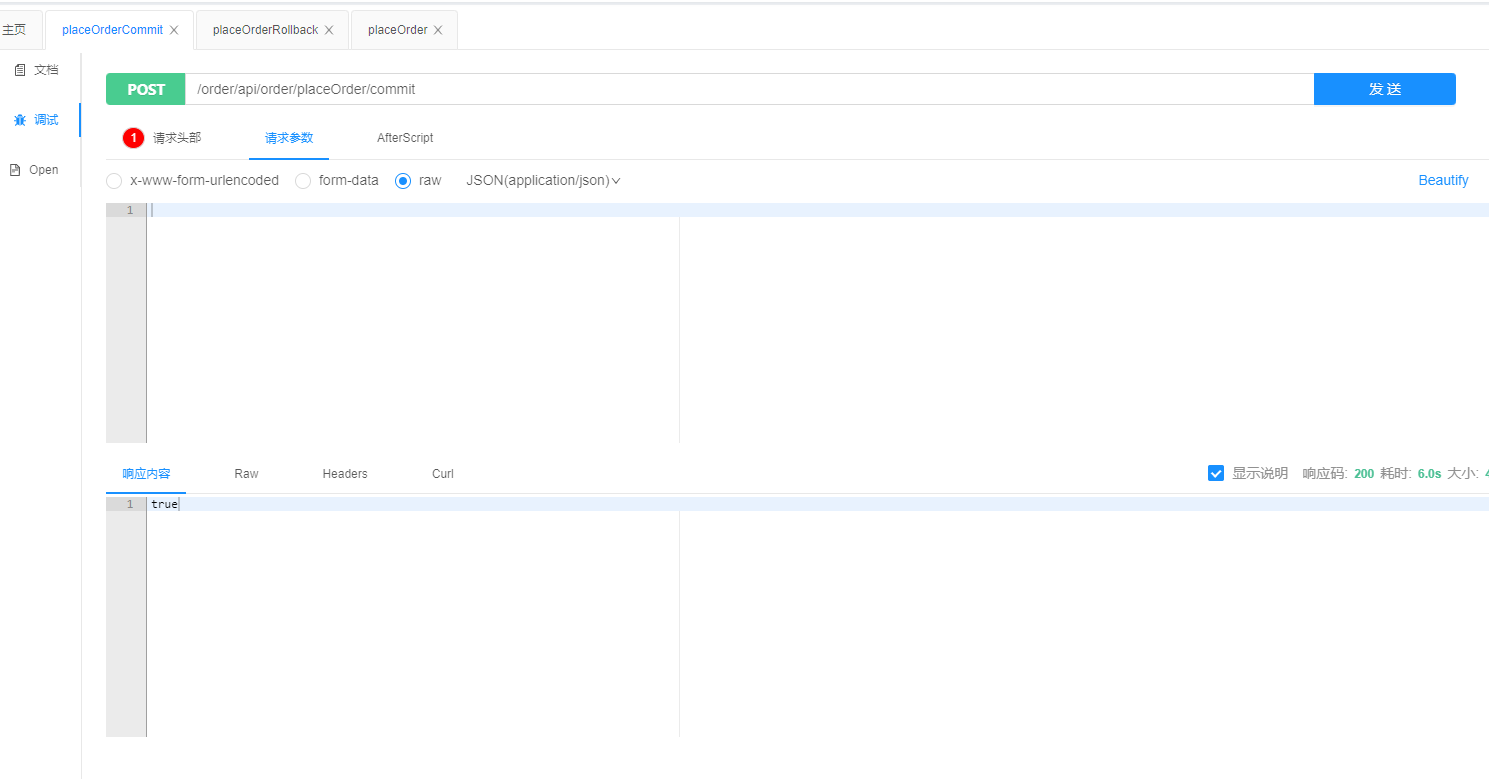 主页
placeOrderCommit
placeOrderRollback
placeOrder
文档
调试
Open
POST /order/api/order/placeOrder/commit 发 送
1 请求头部 请求参数 AfterScript
x-www-form-urlencoded form-data raw JSON(application/json) Beautify
1
响应内容 Raw Headers Curl 显示说明 响应码: 200 耗时: 6.0s 大小:
1 true